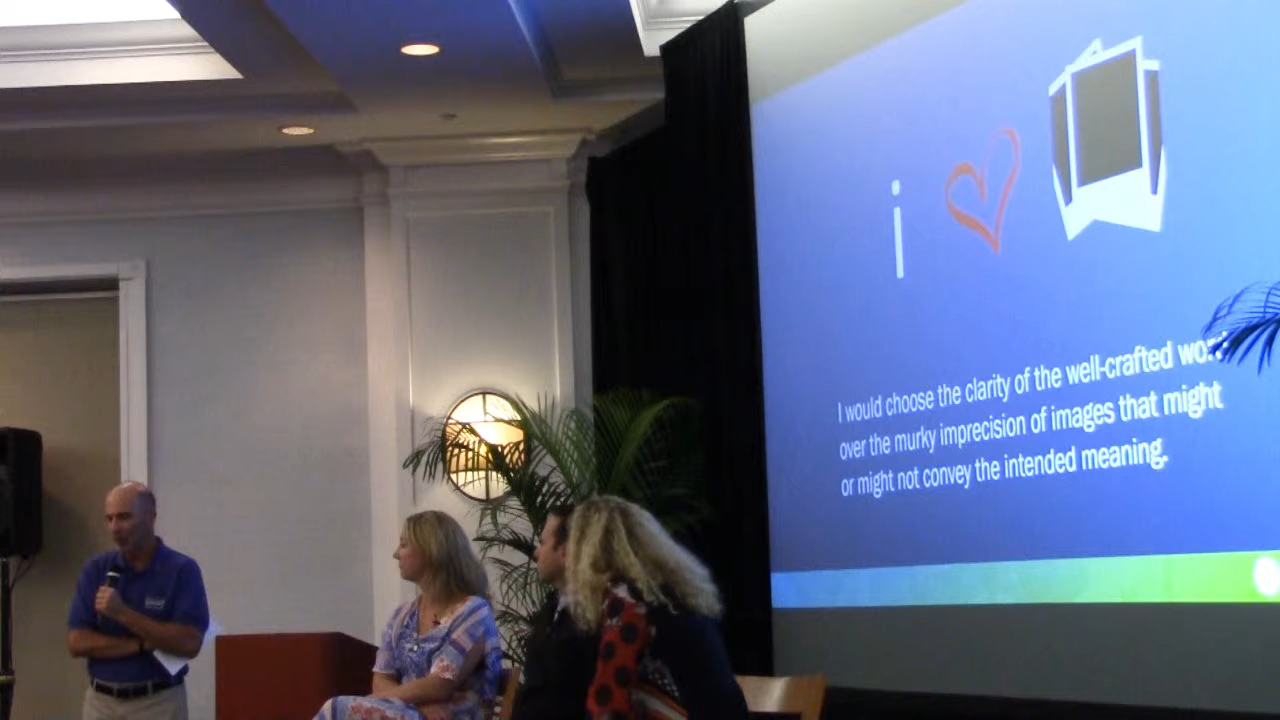 i
I would choose the clarity of the well-crafted
over the murky imprecision of images that might
or might not convey the intended meaning.